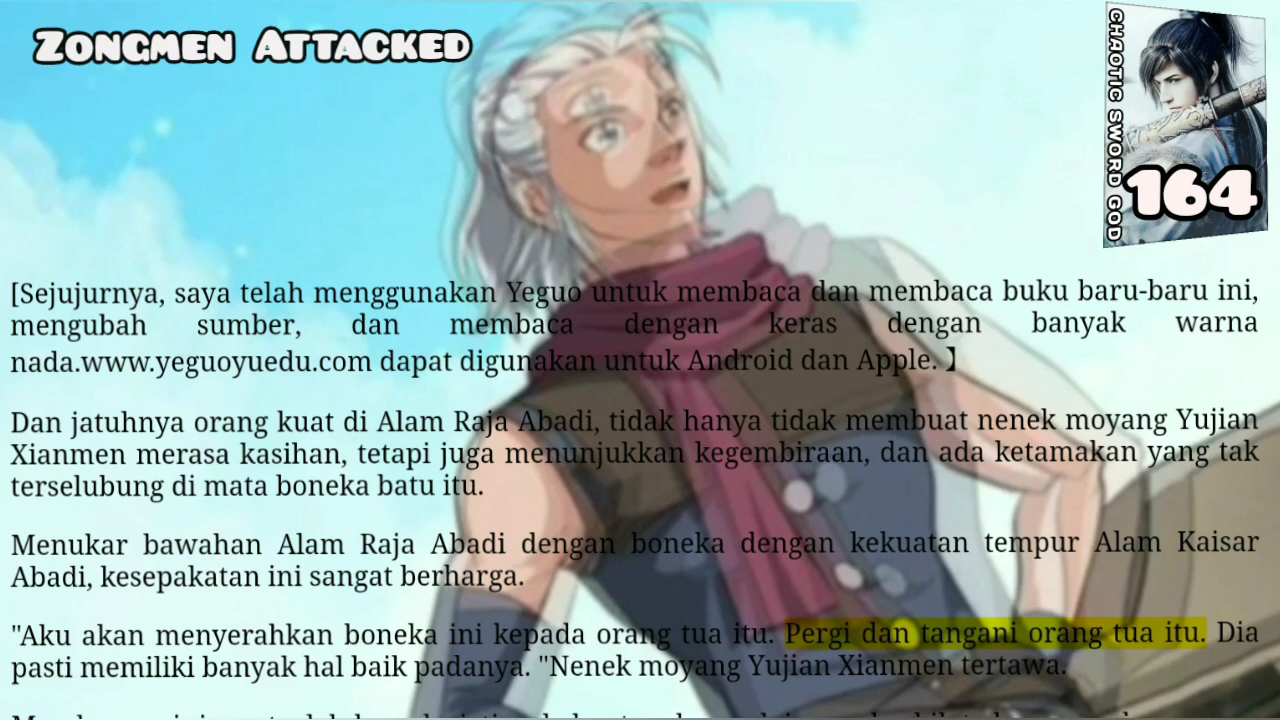 Zongmen Attacked
CHAOTIC SWORD GOD
164
[Sejujurnya, saya telah menggunakan Yeguo untuk membaca dan membaca buku baru-baru ini,
mengubah sumber, dan membaca dengan keras dengan banyak warna
nada.www.yeguoyuedu.com dapat digunakan untuk Android dan Apple. 】
Dan jatuhnya orang kuat di Alam Raja Abadi, tidak hanya tidak membuat nenek moyang Yujian
Xianmen merasa kasihan, tetapi juga menunjukkan kegembiraan, dan ada ketamakan yang tak
terselubung di mata boneka batu itu.
Menukar bawahan Alam Raja Abadi dengan boneka dengan kekuatan tempur Alam Kaisar
Abadi, kesepakatan ini sangat berharga.
"Aku akan menyerahkan boneka ini kepada orang tua itu. Pergi dan tangani orang tua itu. Dia
pasti memiliki banyak hal baik padanya. "Nenek moyang Yujian Xianmen tertawa.